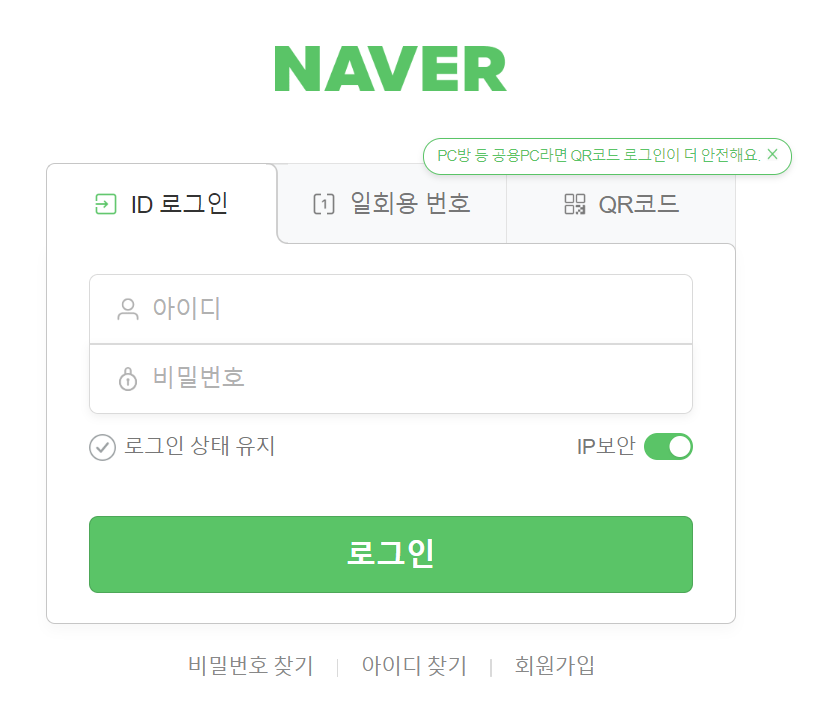 NAVER
PC방 등 공용PC라면 QR코드 로그인이 더 안전해요.
ID 로그인
1 일회용 번호
QR코드
아이디
비밀번호
로그인 상태 유지
IP보안
로그인
비밀번호 찾기 | 아이디 찾기 | 회원가입